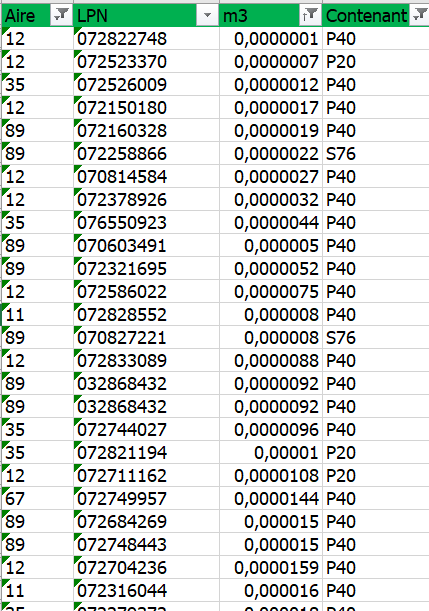 Aire LPN m3 Contenant
12 072822748 0,0000001 P40
12 072523370 0,0000007 P20
35 072526009 0,0000012 P40
12 072150180 0,0000017 P40
89 072160328 0,0000019 P40
89 072258866 0,0000022 S76
12 070814584 0,0000027 P40
12 072378926 0,0000032 P40
35 076550923 0,0000044 P40
89 070603491 0,000005 P40
89 072321695 0,0000052 P40
12 072586022 0,0000075 P40
11 072828552 0,000008 P40
89 070827221 0,000008 S76
12 072833089 0,0000088 P40
89 032868432 0,0000092 P40
89 032868432 0,0000092 P40
35 072744027 0,0000096 P40
35 072821194 0,00001 P20
12 072711162 0,0000108 P20
67 072749957 0,0000144 P40
89 072684269 0,000015 P40
89 072748443 0,000015 P40
12 072704236 0,0000159 P40
11 072316044 0,000016 P40